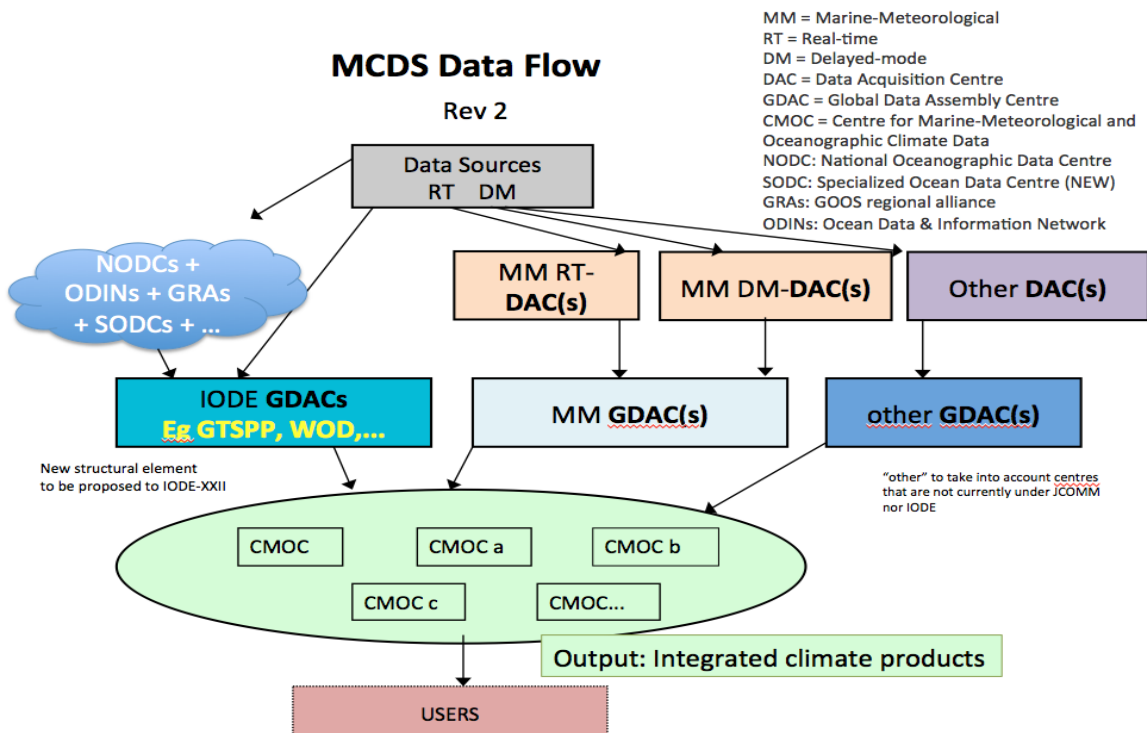 MM = Marine-Meteorological
RT = Real-time
DM = Delayed-mode
DAC = Data Acquisition Centre
GDAC = Global Data Assembly Centre
CMOC = Centre for Marine-Meteorological and
Oceanographic Climate Data
NODC: National Oceanographic Data Centre
SODC: Specialized Ocean Data Centre (NEW)
GRAs: GOOS regional alliance
ODINs: Ocean Data & Information Network
MCDS Data Flow
Rev 2
Data Sources
RT DM
NODCs +
ODINs + GRAs
+ SODCs + ...
MM RT-
DAC(s)
MM DM-DAC(s)
Other DAC(s)
IODE GDACs
Eg GTSPP, WOD,...
MM GDAC(s)
other GDAC(s)
New structural element
to be proposed to IODE-XXII
"other" to take into account centres
that are not currently under JCOMM
nor IODE
CMOC
CMOC a
CMOC b
CMOC c
CMOC...
Output: Integrated climate products
USERS